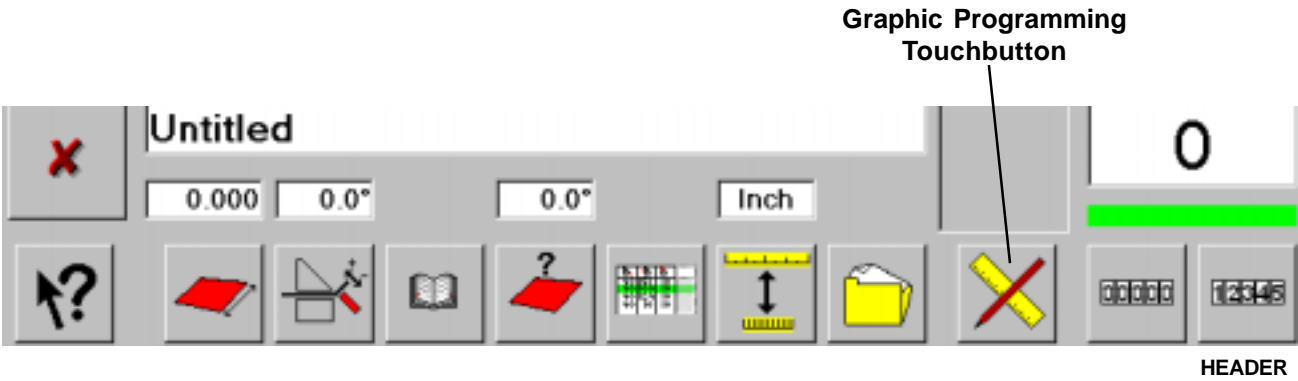 Graphic Programming
Touchbutton
Untitled
0
0.000 0.0° 0.0° Inch
?
?
00000 12345
HEADER